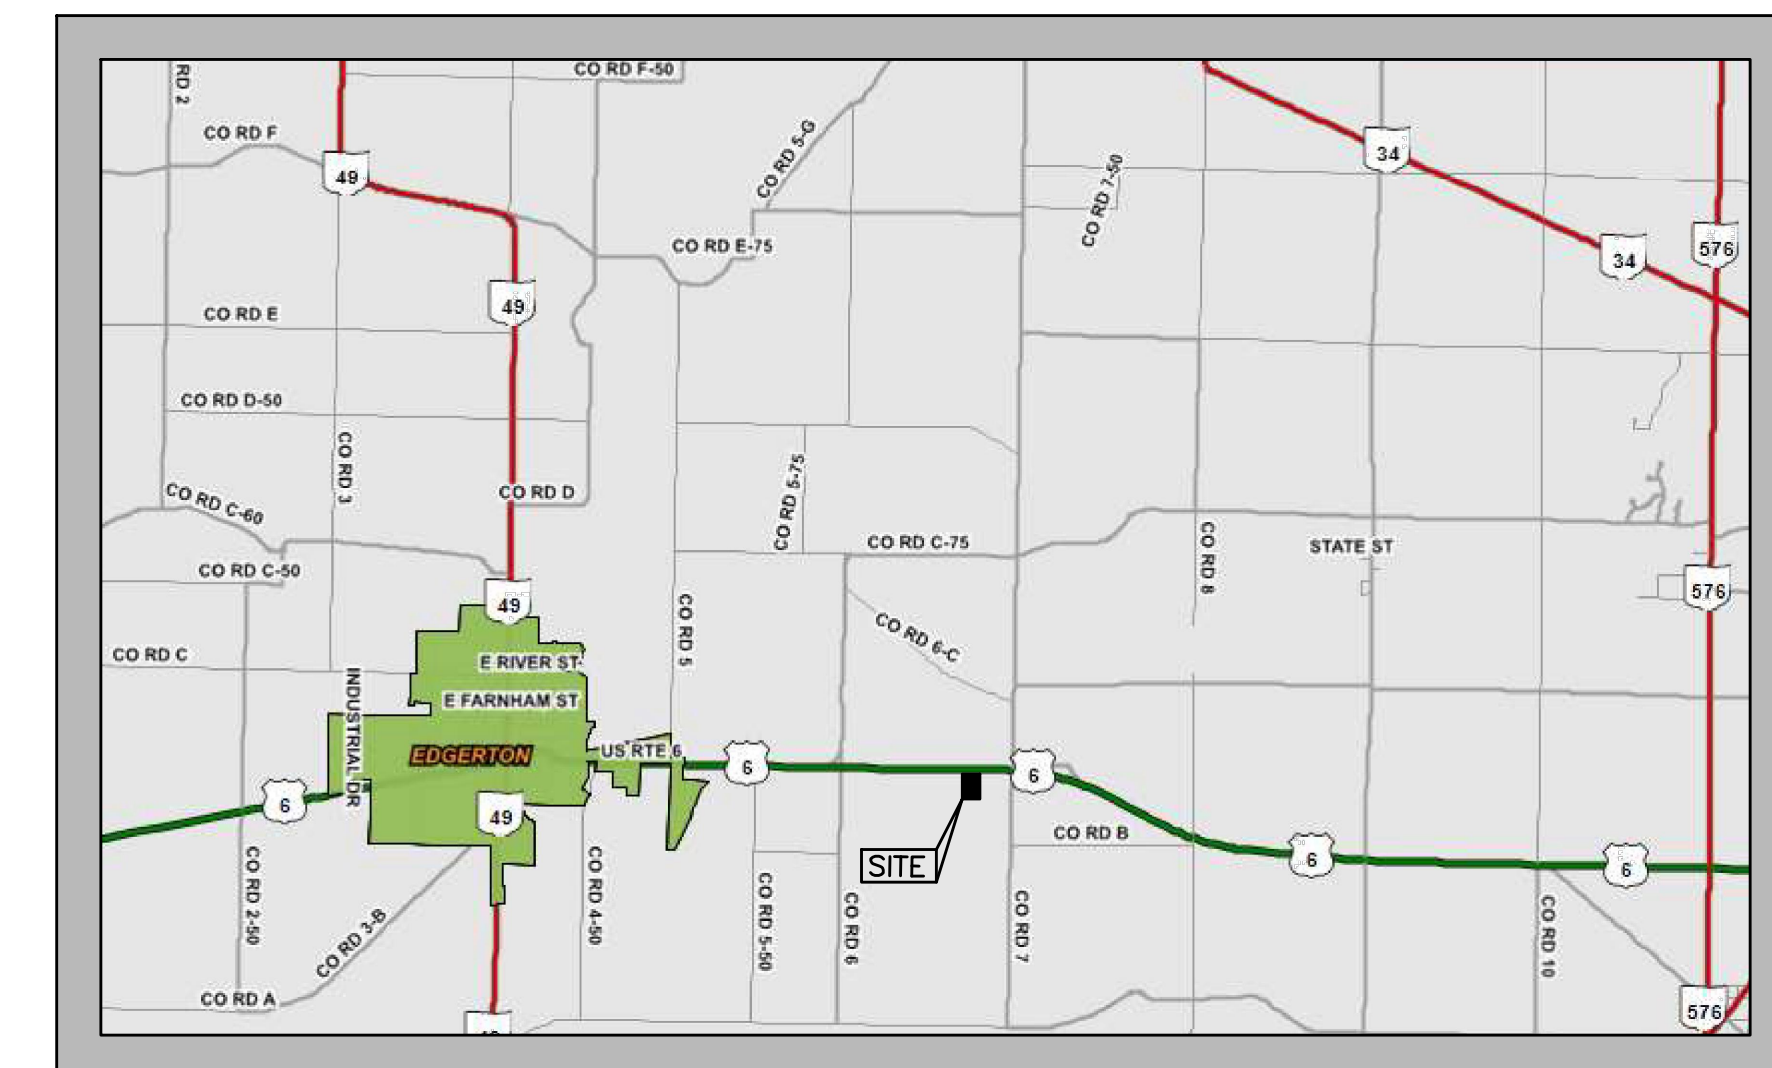 CO RD F-50
RD 2
CO RD F
CO RD 5-G
34
49
CO RD 7-50
576
CO RD E-75
34
49
CO RD E
CO RD D-50
CO RD 3
CO RD D
CO RD 5-75
CO RD C-60
CO RD C-75
STATE ST
CO RD 8
CO RD C-50
576
49
CO RD 5
CO RD 6-C
CO RD C
E RIVER ST
E FARNHAM ST
INDUSTRIAL DR
EDGERTON
US RTE 6
6
6
6
49
CO RD B
6
6
SITE
CO RD 2-50
CO RD 4-50
CO RD 5-50
CO RD 6
CO RD 7
CO RD 10
CO RD 3-B
CO RD A
576